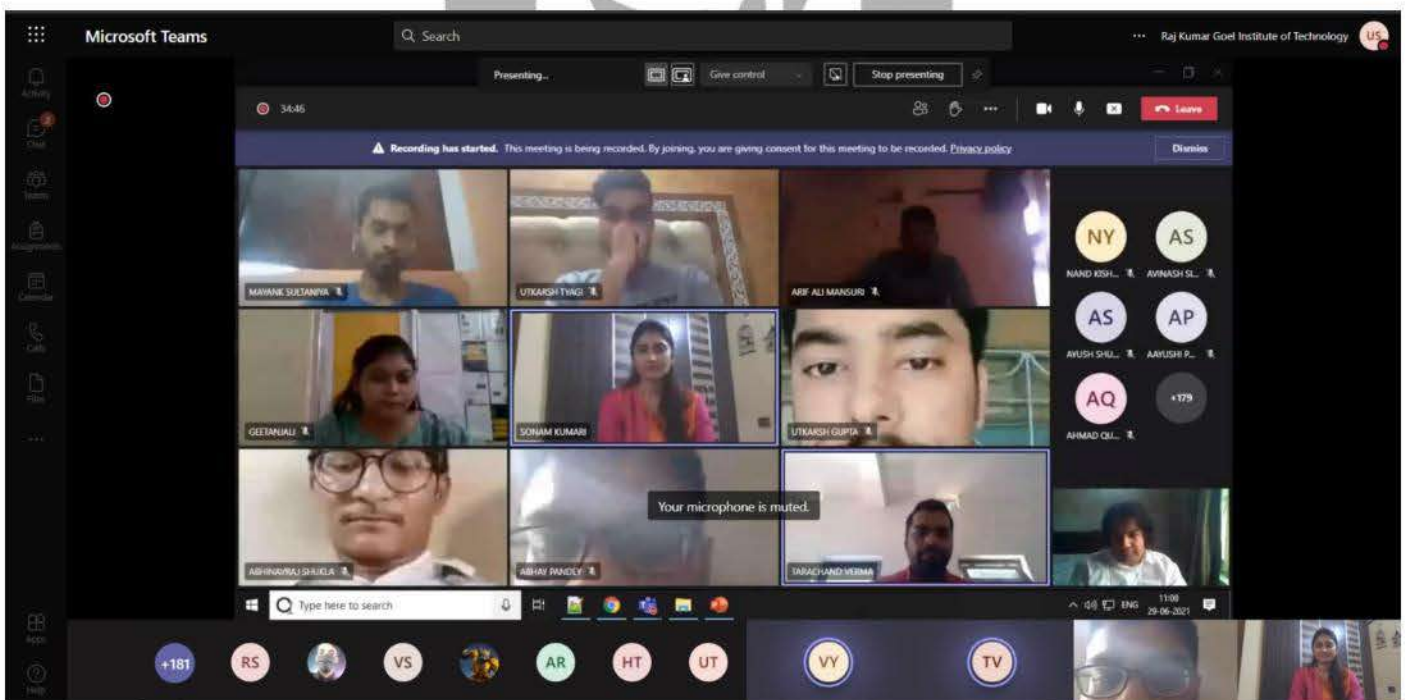 Microsoft Teams
Search
Raj Kumar Goel Institute of Technology
US
Activity
Chat
Teams
Assignments
Calendar
Calls
Files
Apps
Help
Presenting...
Give control
Stop presenting
34:46
Leave
Recording has started. This meeting is being recorded. By joining, you are giving consent for this meeting to be recorded. Privacy policy
Dismiss
MAYANK SULTANIYA
UTKARSH TYAGI
ARIF ALI MANSURI
NY
AS
NAND KISH...
AVINASH SI...
GEETANJALI
SONAM KUMARI
UTKARSH GUPTA
AS
AP
AYUSH SHU...
AAYUSHI P...
AQ
+179
AHMAD QU...
Your microphone is muted.
ABHINAVRAJ SHUKLA
ABHAY PANDEY
TARACHAND VERMA
Type here to search
ENG
11:00
29-06-2021
+181
RS
VS
AR
HT
UT
VY
TV